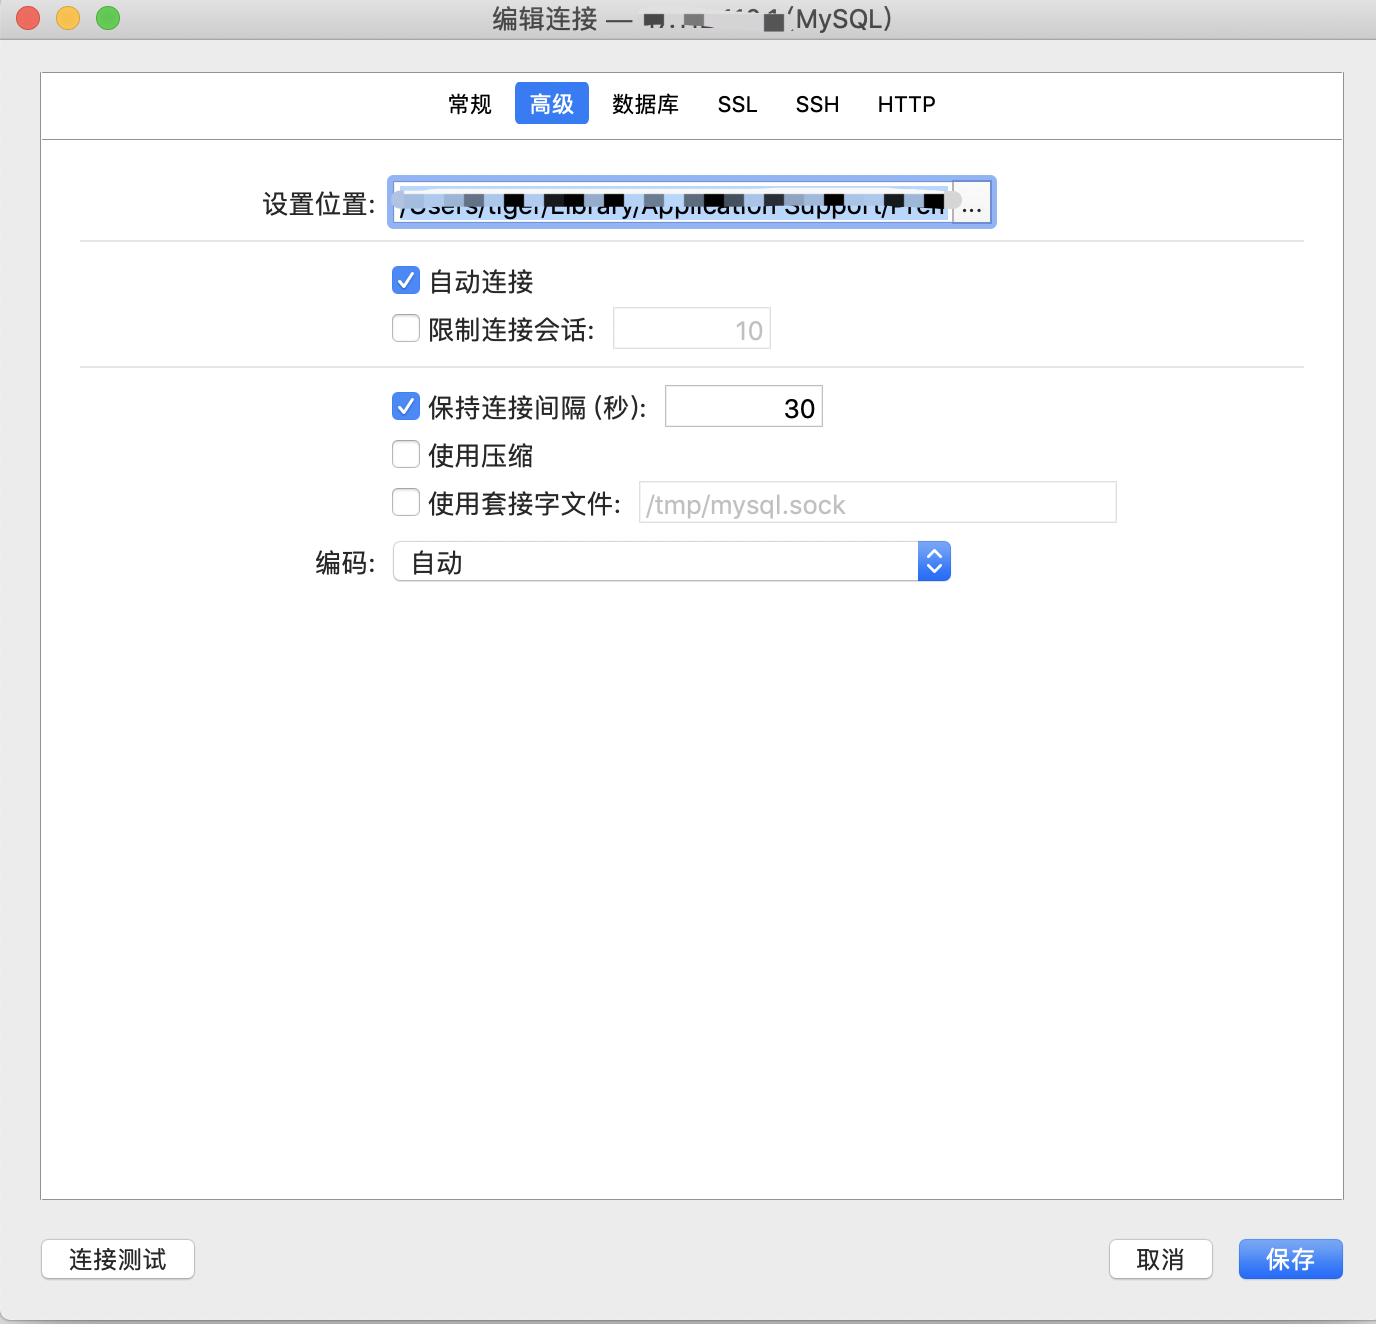 编辑连接 — (MySQL)
常规 高级 数据库 SSL SSH HTTP
设置位置: /Users/tiger/Library/Application Support/ ...
自动连接
限制连接会话: 10
保持连接间隔 (秒): 30
使用压缩
使用套接字文件: /tmp/mysql.sock
编码: 自动
连接测试 取消 保存